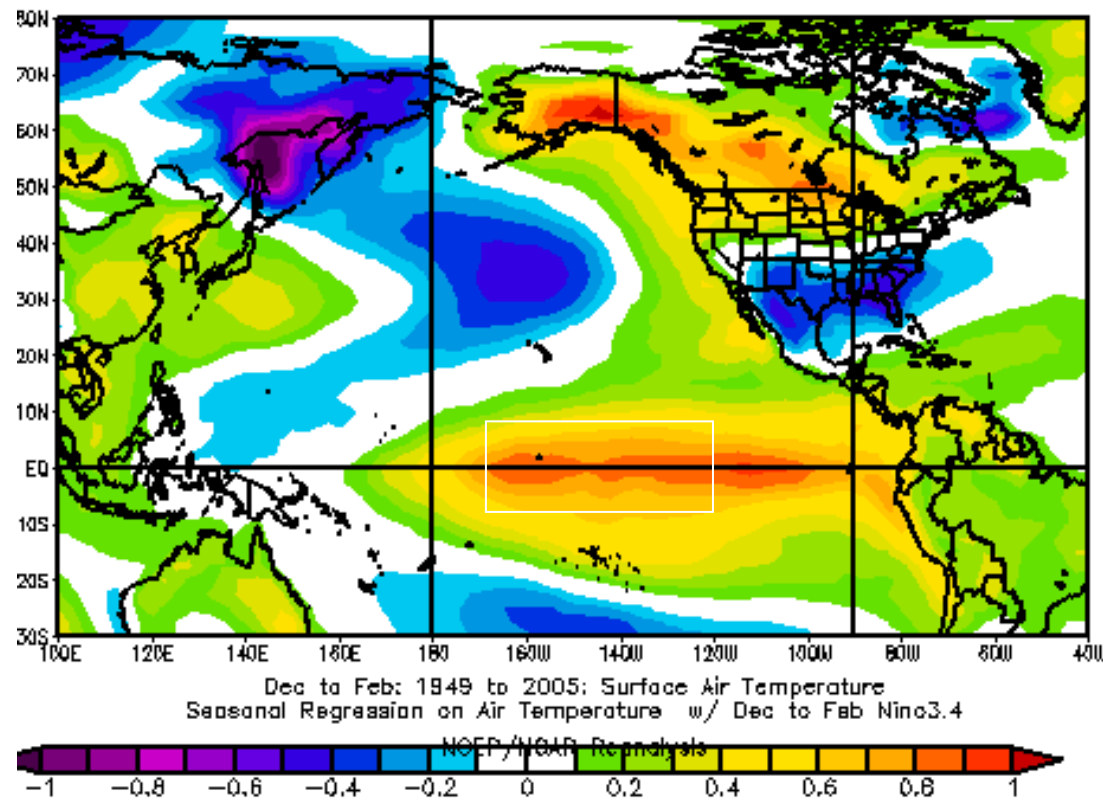 80N
70N
60N
50N
40N
30N
20N
10N
EQ
10S
20S
30S
100E 120E 140E 160E 180 160W 140W 120W 100W 80W 60W 40W
Dec to Feb: 1949 to 2005: Surface Air Temperature
Seasonal Regression on Air Temperature w/ Dec to Feb Nino3.4
NCEP/NCAR Reanalysis
-1 -0.8 -0.6 -0.4 -0.2 0 0.2 0.4 0.6 0.8 1